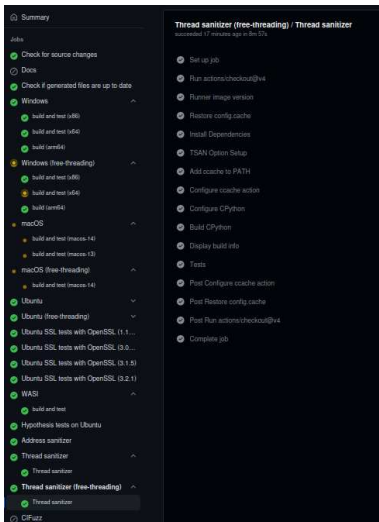 Summary
Jobs
Check for source changes
Docs
Check if generated files are up to date
Windows
build and test (x86)
build and test (x64)
build (arm64)
Windows (free-threading)
build and test (x86)
build and test (x64)
build (arm64)
macOS
build and test (macos-14)
build and test (macos-13)
macOS (free-threading)
build and test (macos-14)
Ubuntu
Ubuntu (free-threading)
Ubuntu SSL tests with OpenSSL (1.1...
Ubuntu SSL tests with OpenSSL (3.0...
Ubuntu SSL tests with OpenSSL (3.1.5)
Ubuntu SSL tests with OpenSSL (3.2.1)
WASI
build and test
Hypothesis tests on Ubuntu
Address sanitizer
Thread sanitizer
Thread sanitizer
Thread sanitizer (free-threading)
Thread sanitizer
CIFuzz
Thread sanitizer (free-threading) / Thread sanitizer
succeeded 17 minutes ago in 8m 57s
Set up job
Run actions/checkout@v4
Runner image version
Restore config.cache
Install Dependencies
TSAN Option Setup
Add ccache to PATH
Configure ccache action
Configure CPython
Build CPython
Display build info
Tests
Post Configure ccache action
Post Restore config.cache
Post Run actions/checkout@v4
Complete job